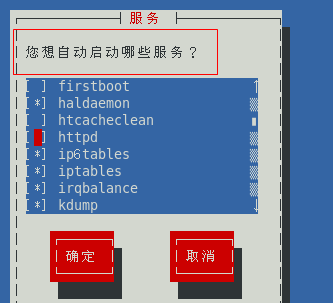 服务
您想自动启动哪些服务？
[ ] firstboot
[*] haldaemon
[ ] htcacheclean
[ ] httpd
[*] ip6tables
[*] iptables
[*] irqbalance
[*] kdump
确定 取消